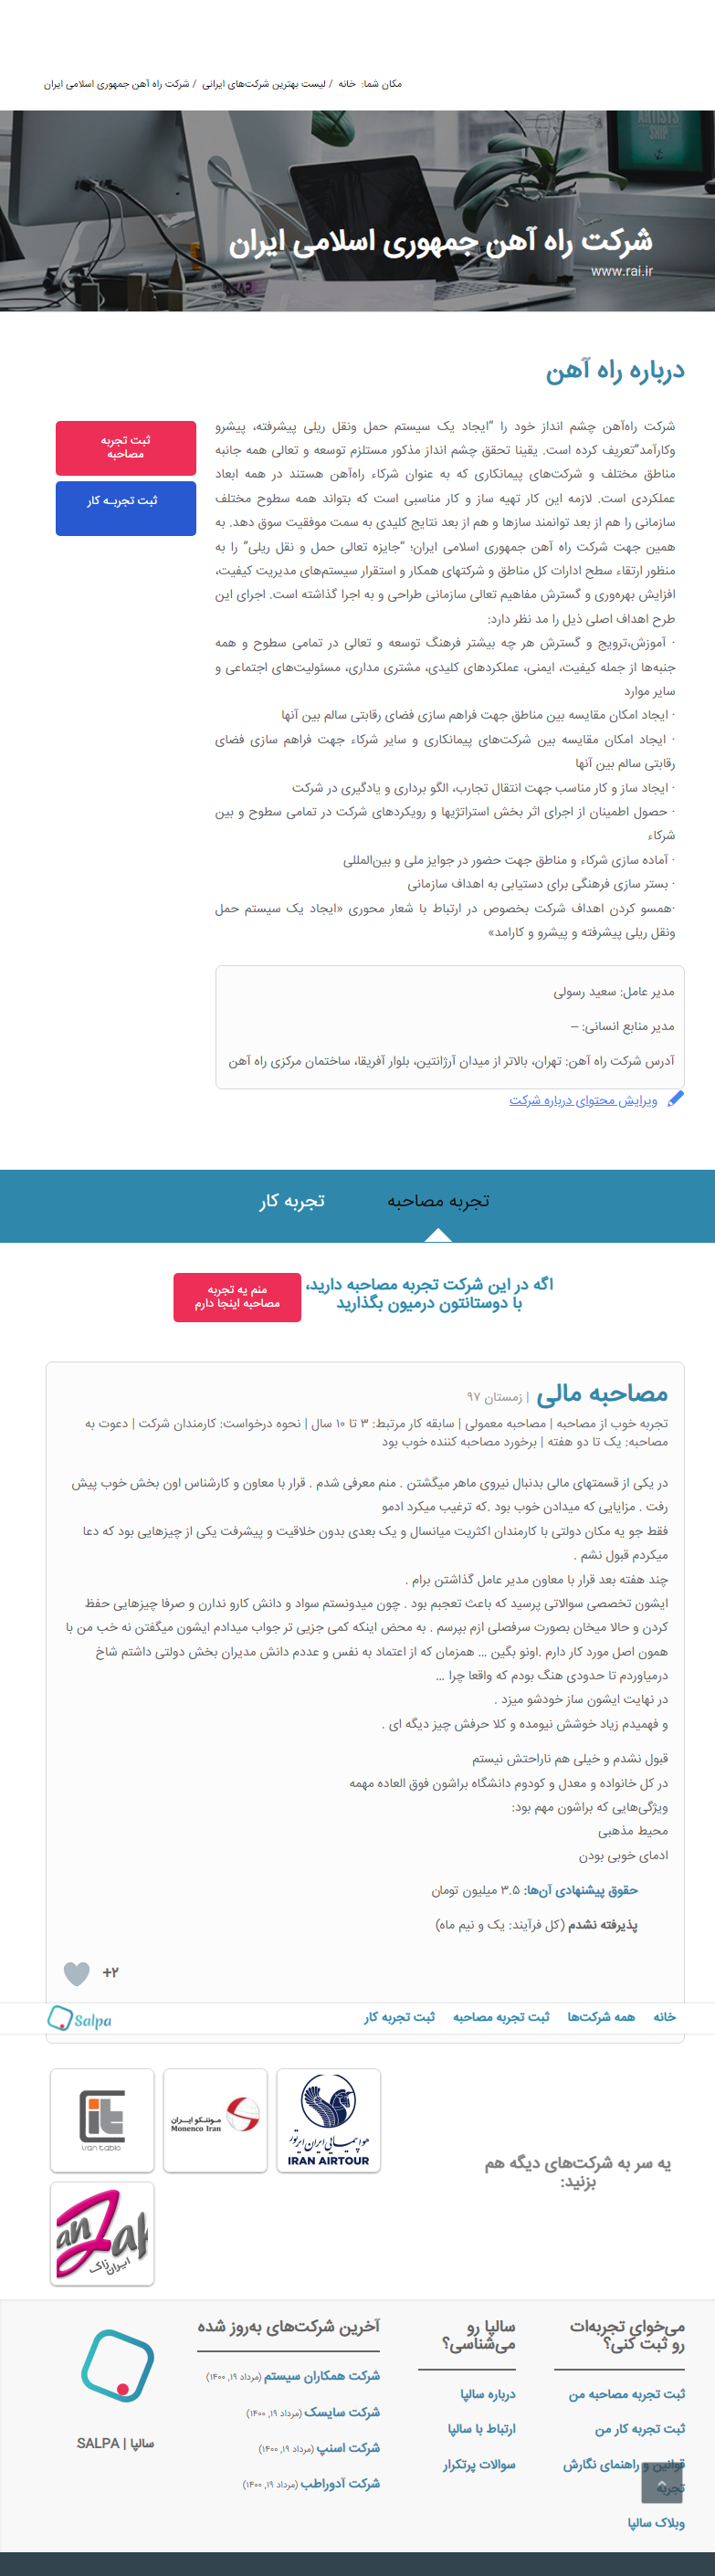 مکان شما: خانه / لیست بهترین شرکت‌های ایرانی / شرکت راه آهن جمهوری اسلامی ایران
ARTISTS
SHIP
شرکت راه آهن جمهوری اسلامی ایران
www.rai.ir
درباره راه آهن
ثبت تجربه
مصاحبه
ثبت تجربـه کار
شرکت راه‌آهن چشم انداز خود را "ایجاد یک سیستم حمل ونقل ریلی پیشرفته، پیشرو
وکارآمد"تعریف کرده است. یقینا تحقق چشم انداز مذکور مستلزم توسعه و تعالی همه جانبه
مناطق مختلف و شرکت‌های پیمانکاری که به عنوان شرکاء راه‌آهن هستند در همه ابعاد
عملکردی است. لازمه این کار تهیه ساز و کار مناسبی است که بتواند همه سطوح مختلف
سازمانی را هم از بعد توانمند سازها و هم از بعد نتایج کلیدی به سمت موفقیت سوق دهد. به
همین جهت شرکت راه آهن جمهوری اسلامی ایران؛ "جایزه تعالی حمل و نقل ریلی" را به
منظور ارتقاء سطح ادارات کل مناطق و شرکتهای همکار و استقرار سیستم‌های مدیریت کیفیت،
افزایش بهره‌وری و گسترش مفاهیم تعالی سازمانی طراحی و به اجرا گذاشته است. اجرای این
طرح اهداف اصلی ذیل را مد نظر دارد:
· آموزش،ترویج و گسترش هر چه بیشتر فرهنگ توسعه و تعالی در تمامی سطوح و همه
جنبه‌ها از جمله کیفیت، ایمنی، عملکردهای کلیدی، مشتری مداری، مسئولیت‌های اجتماعی و
سایر موارد
· ایجاد امکان مقایسه بین مناطق جهت فراهم سازی فضای رقابتی سالم بین آنها
· ایجاد امکان مقایسه بین شرکت‌های پیمانکاری و سایر شرکاء جهت فراهم سازی فضای
رقابتی سالم بین آنها
· ایجاد ساز و کار مناسب جهت انتقال تجارب، الگو برداری و یادگیری در شرکت
· حصول اطمینان از اجرای اثر بخش استراتژیها و رویکردهای شرکت در تمامی سطوح و بین
شرکاء
· آماده سازی شرکاء و مناطق جهت حضور در جوایز ملی و بین‌المللی
· بستر سازی فرهنگی برای دستیابی به اهداف سازمانی
·همسو کردن اهداف شرکت بخصوص در ارتباط با شعار محوری «ایجاد یک سیستم حمل
ونقل ریلی پیشرفته و پیشرو و کارامد»
مدیر عامل: سعید رسولی
مدیر منابع انسانی: –
آدرس شرکت راه آهن: تهران، بالاتر از میدان آرژانتین، بلوار آفریقا، ساختمان مرکزی راه آهن
ویرایش محتوای درباره شرکت
تجربه مصاحبه
تجربه کار
اگه در این شرکت تجربه مصاحبه دارید،
با دوستانتون درمیون بگذارید
منم یه تجربه
مصاحبه اینجا دارم
مصاحبه مالی | زمستان ۹۷
تجربه خوب از مصاحبه | مصاحبه معمولی | سابقه کار مرتبط: ۳ تا ۱۰ سال | نحوه درخواست: کارمندان شرکت | دعوت به
مصاحبه: یک تا دو هفته | برخورد مصاحبه کننده خوب بود
در یکی از قسمتهای مالی بدنبال نیروی ماهر میگشتن . منم معرفی شدم . قرار با معاون و کارشناس اون بخش خوب پیش
رفت . مزایایی که میدادن خوب بود .که ترغیب میکرد ادمو
فقط جو یه مکان دولتی با کارمندان اکثریت میانسال و یک بعدی بدون خلاقیت و پیشرفت یکی از چیزهایی بود که دعا
میکردم قبول نشم .
چند هفته بعد قرار با معاون مدیر عامل گذاشتن برام .
ایشون تخصصی سوالاتی پرسید که باعث تعجبم بود . چون میدونستم سواد و دانش کارو ندارن و صرفا چیزهایی حفظ
کردن و حالا میخان بصورت سرفصلی ازم بپرسم . به محض اینکه کمی جزیی تر جواب میدادم ایشون میگفتن نه خب من با
همون اصل مورد کار دارم .اونو بگین ... همزمان که از اعتماد به نفس و عددم دانش مدیران بخش دولتی داشتم شاخ
درمیاوردم تا حدودی هنگ بودم که واقعا چرا ...
در نهایت ایشون ساز خودشو میزد .
و فهمیدم زیاد خوشش نیومده و کلا حرفش چیز دیگه ای .
قبول نشدم و خیلی هم ناراحتش نیستم
در کل خانواده و معدل و کودوم دانشگاه براشون فوق العاده مهمه
ویژگی‌هایی که براشون مهم بود:
محیط مذهبی
ادمای خوبی بودن
حقوق پیشنهادی آن‌ها: ۳.۵ میلیون تومان
پذیرفته نشدم (کل فرآیند: یک و نیم ماه)
+۲
خانه همه شرکت‌ها ثبت تجربه مصاحبه ثبت تجربه کار
Salpa
یه سر به شرکت‌های دیگه هم
بزنید:
هواپیمایی ایران ایرتور
IRAN AIRTOUR
موننکو ایـران
Monenco Iran
iran tablo
ایران زاک
می‌خوای تجربه‌ات
رو ثبت کنی؟
ثبت تجربه مصاحبه من
ثبت تجربه کار من
قوانین و راهنمای نگارش
تجربه
وبلاک سالپا
سالپا رو
می‌شناسی؟
درباره سالپا
ارتباط با سالپا
سوالات پرتکرار
آخرین شرکت‌های به‌روز شده
شرکت همکاران سیستم (مرداد ۱۹, ۱۴۰۰)
شرکت سایسک (مرداد ۱۹, ۱۴۰۰)
شرکت اسنپ (مرداد ۱۹, ۱۴۰۰)
شرکت آدوراطب (مرداد ۱۹, ۱۴۰۰)
سالپا | SALPA